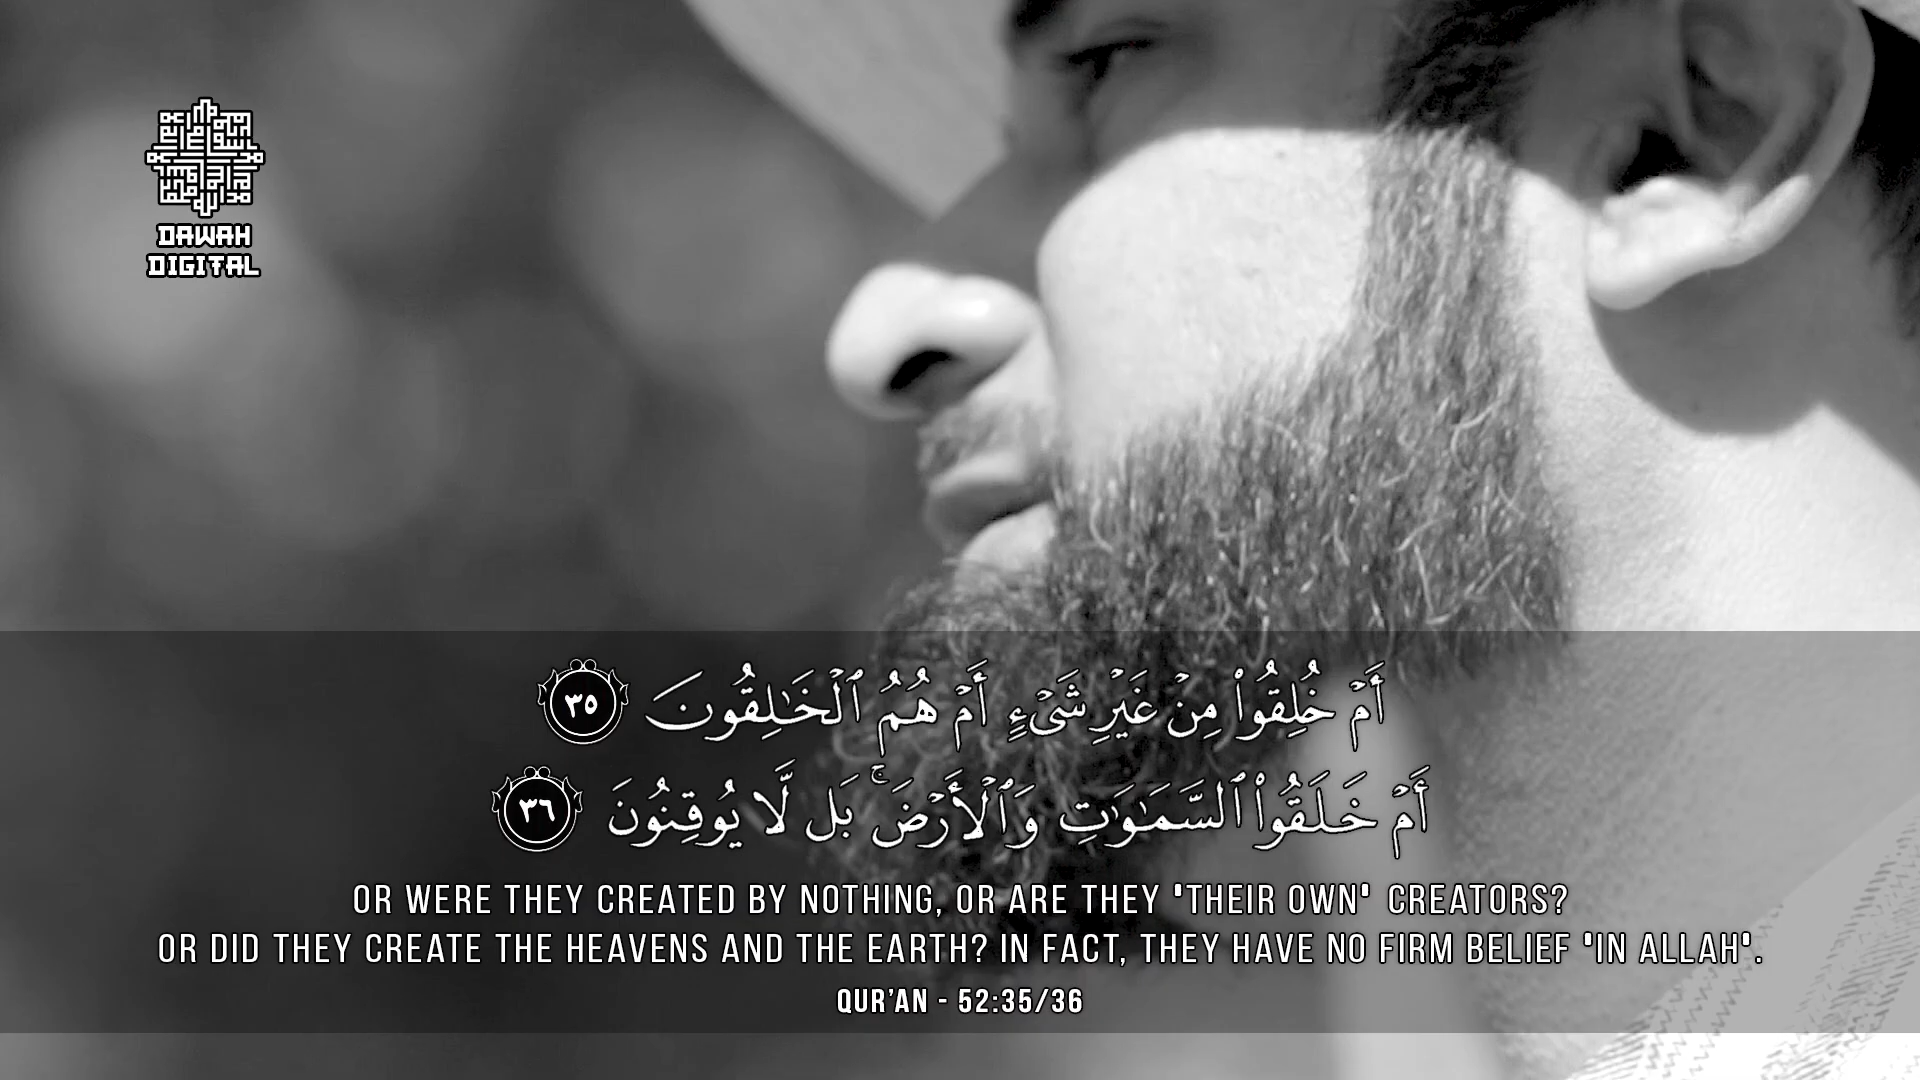 DAWAH
DIGITAL
أَمْ خُلِقُوا۟ مِنْ غَيْرِ شَىْءٍ أَمْ هُمُ ٱلْخَـٰلِقُونَ ٣٥
أَمْ خَلَقُوا۟ ٱلسَّمَـٰوَٰتِ وَٱلْأَرْضَ ۚ بَل لَّا يُوقِنُونَ ٣٦
OR WERE THEY CREATED BY NOTHING, OR ARE THEY 'THEIR OWN' CREATORS?
OR DID THEY CREATE THE HEAVENS AND THE EARTH? IN FACT, THEY HAVE NO FIRM BELIEF 'IN ALLAH'.
QUR’AN - 52:35/36